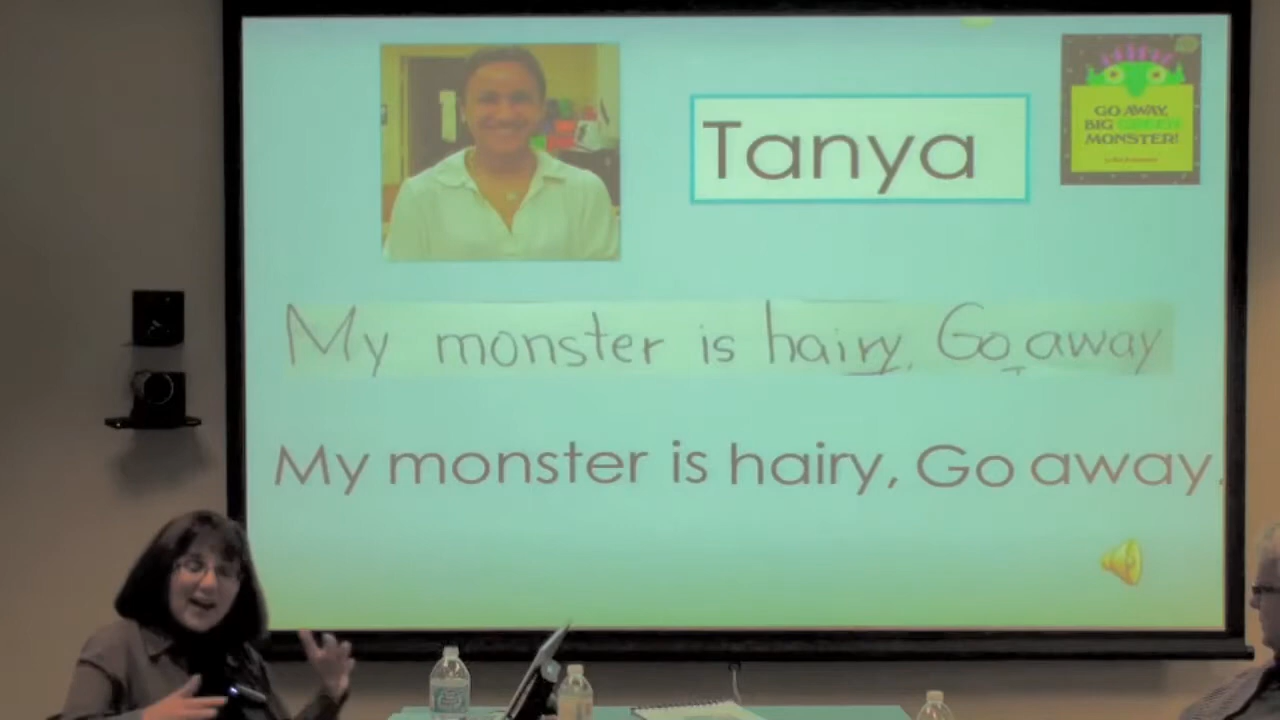 Tanya
GO AWAY,
BIG GREEN
MONSTER!
My monster is hairy, Go away
My monster is hairy, Go away.